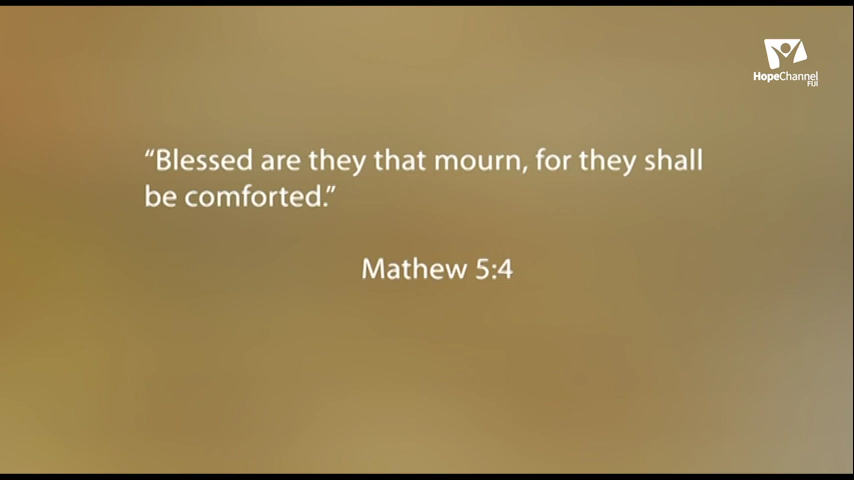 HopeChannel
FIJI
“Blessed are they that mourn, for they shall
be comforted.”
Mathew 5:4